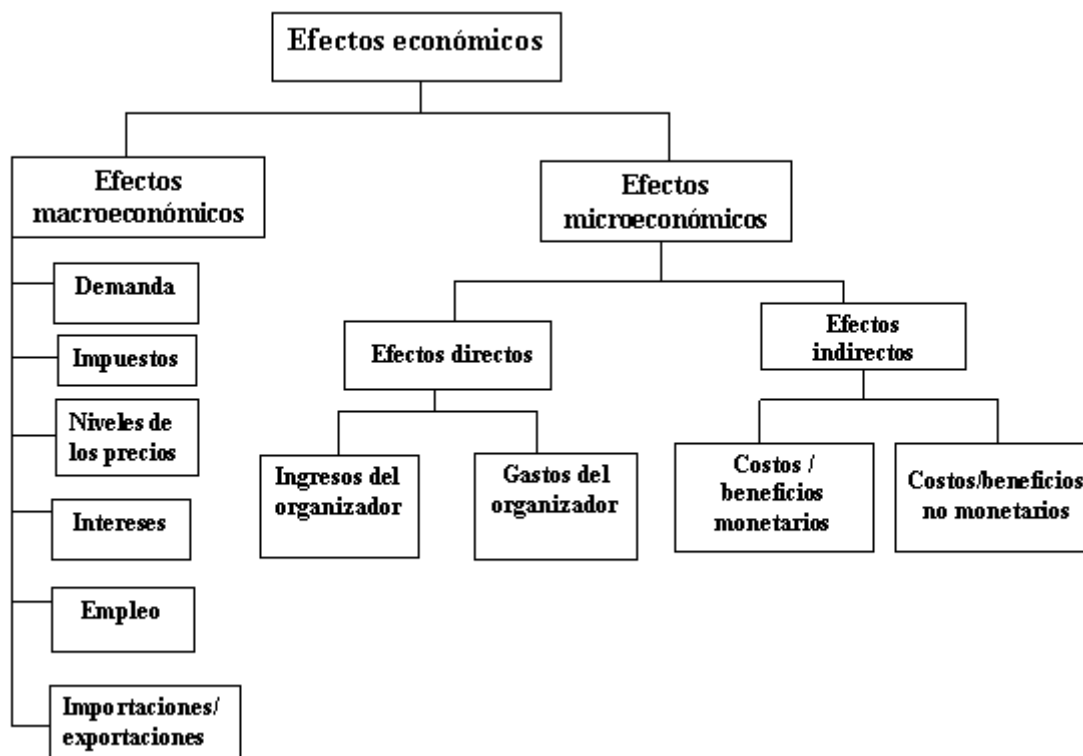 Efectos económicos
Efectos
macroeconómicos
Efectos
microeconómicos
Demanda
Impuestos
Niveles de
los precios
Intereses
Empleo
Importaciones/
exportaciones
Efectos directos
Efectos
indirectos
Ingresos del
organizador
Gastos del
organizador
Costos /
beneficios
monetarios
Costos/beneficios
no monetarios